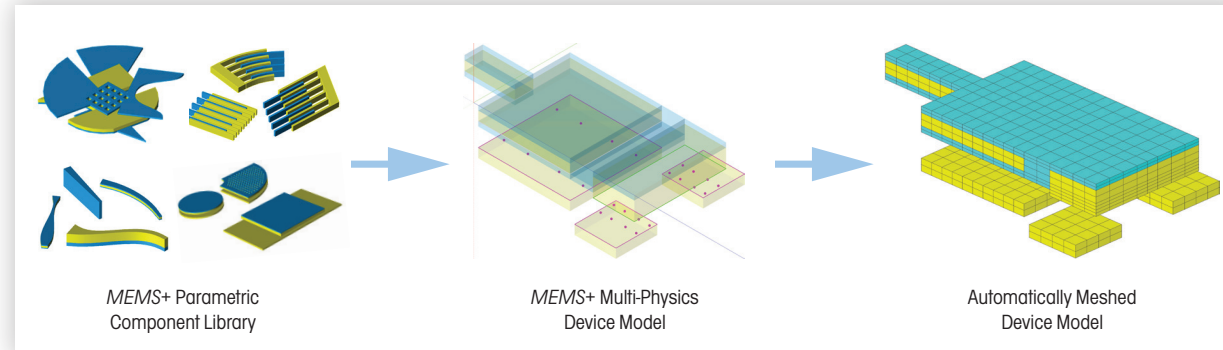 MEMS+ Parametric
Component Library
MEMS+ Multi-Physics
Device Model
Automatically Meshed
Device Model